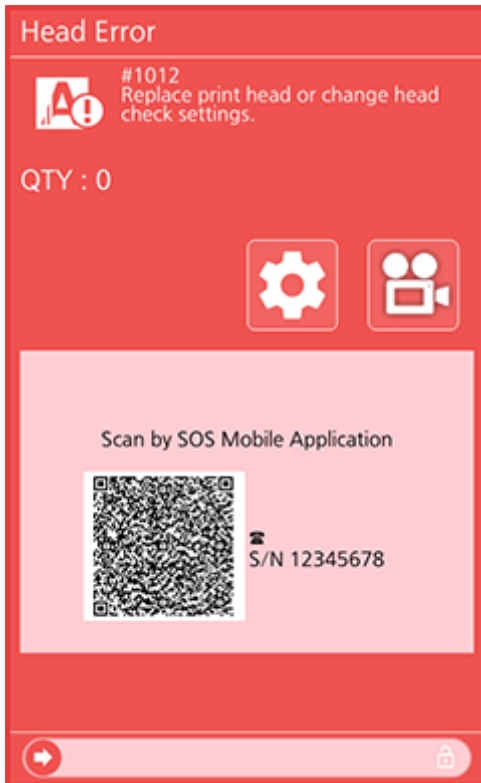 Head Error
#1012
Replace print head or change head
check settings.
QTY : 0
Scan by SOS Mobile Application
☎
S/N 12345678